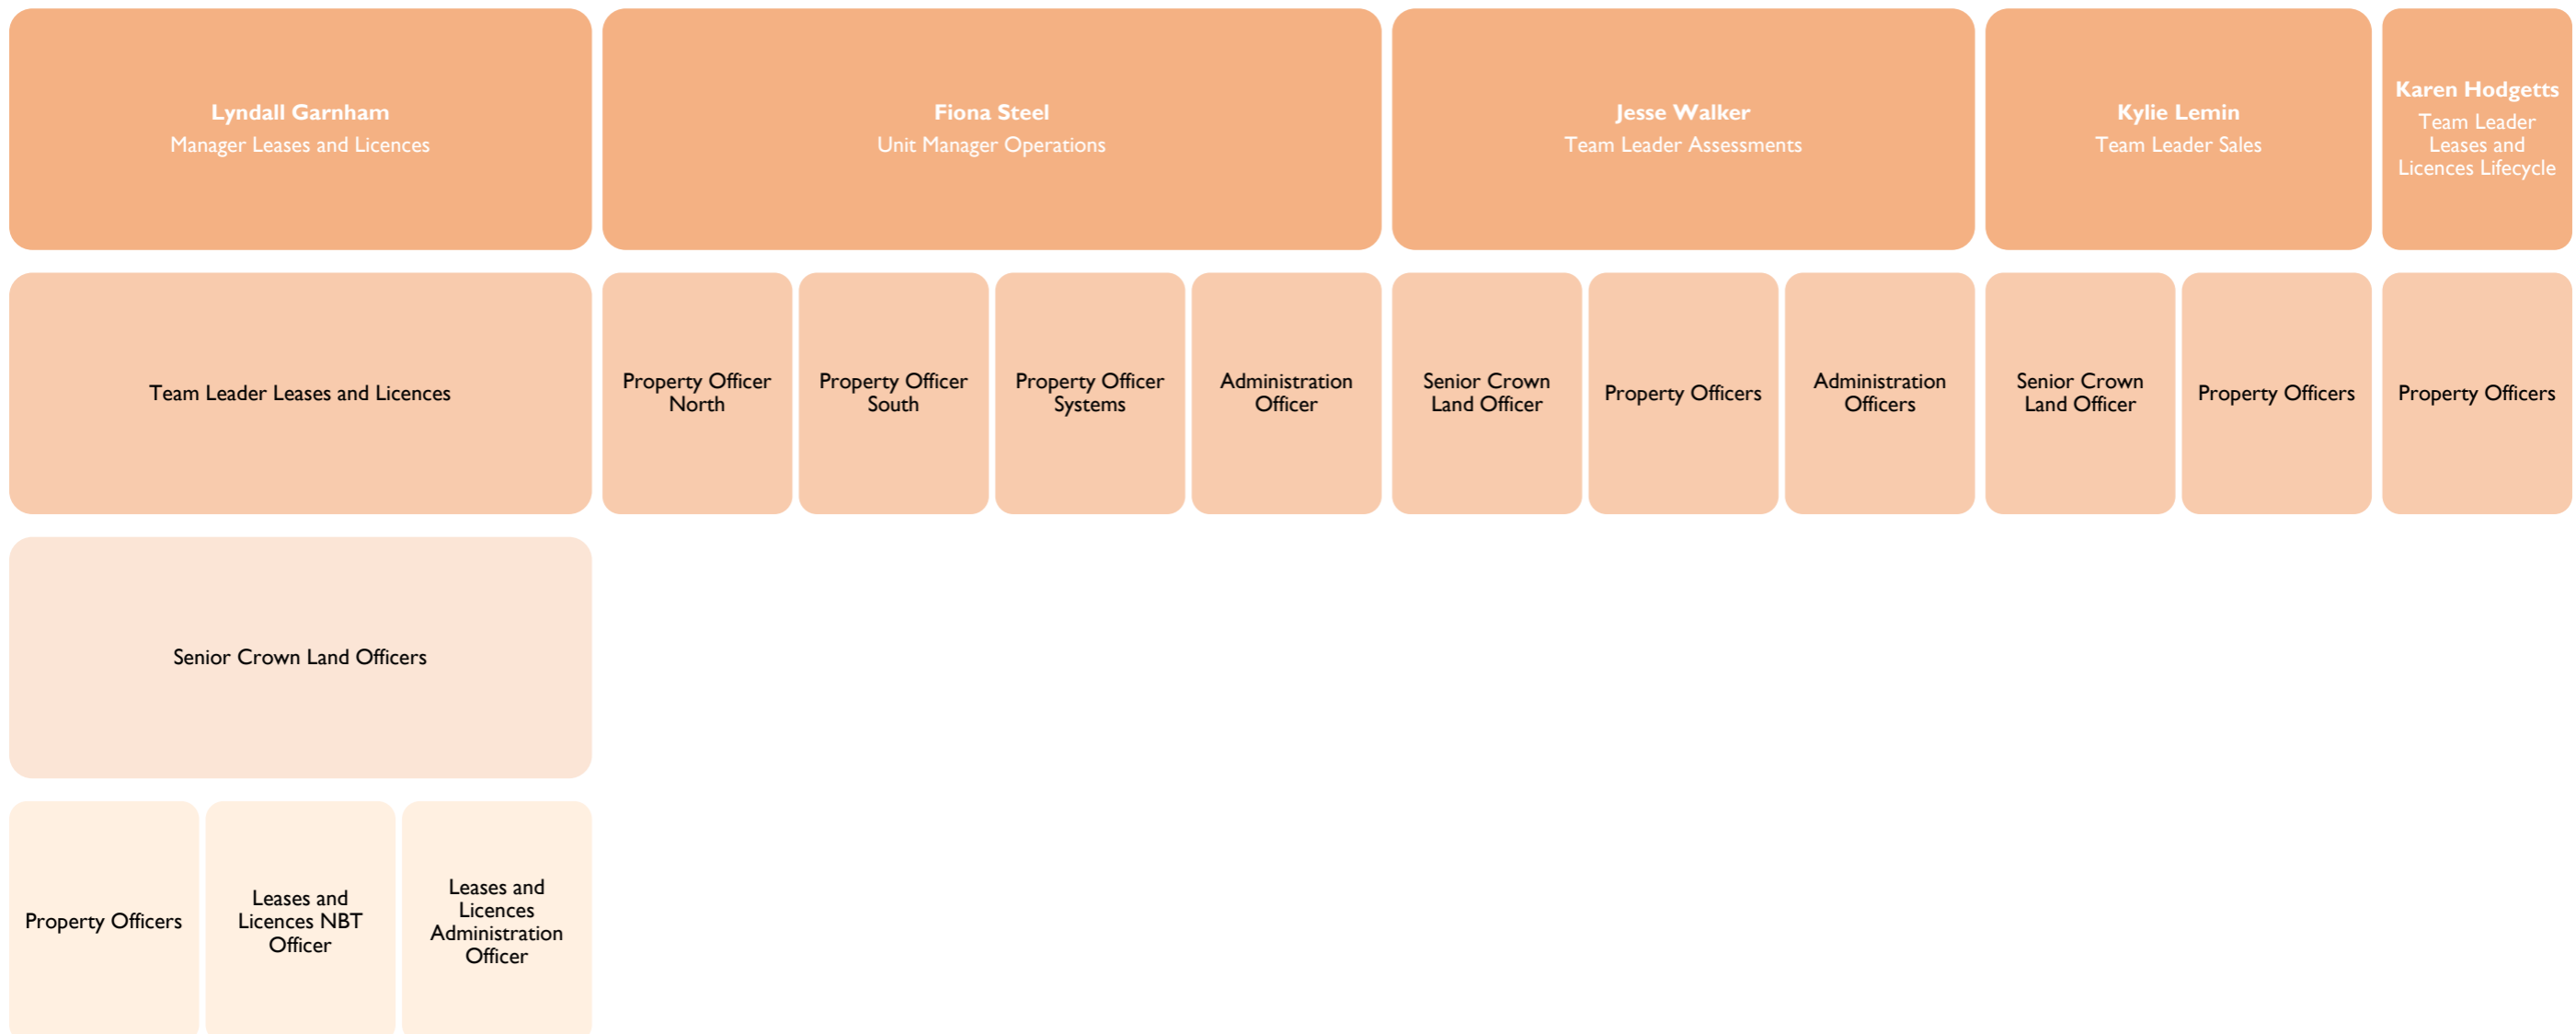 Lyndall Garnham
Manager Leases and Licences
Fiona Steel
Unit Manager Operations
Jesse Walker
Team Leader Assessments
Kylie Lemin
Team Leader Sales
Karen Hodgetts
Team Leader
Leases and
Licences Lifecycle
Team Leader Leases and Licences
Property Officer
North
Property Officer
South
Property Officer
Systems
Administration
Officer
Senior Crown
Land Officer
Property Officers
Administration
Officers
Senior Crown
Land Officer
Property Officers
Property Officers
Senior Crown Land Officers
Property Officers
Leases and
Licences NBT
Officer
Leases and
Licences
Administration
Officer